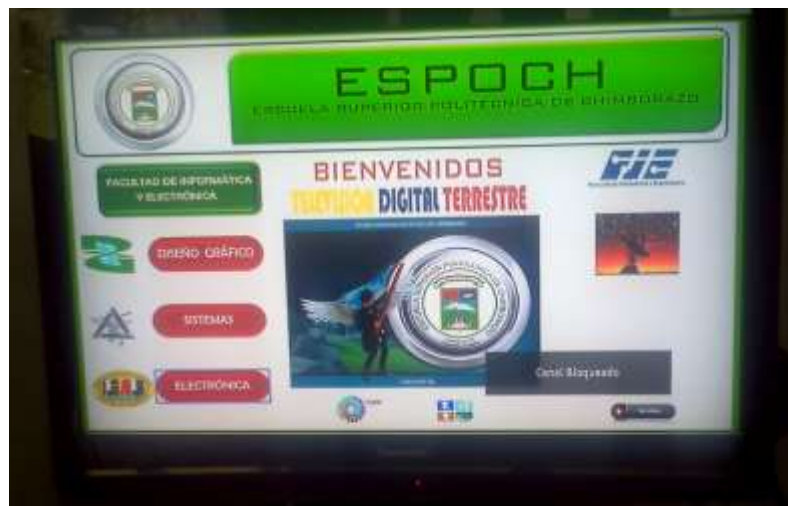 ESPOCH
ESCUELA SUPERIOR POLITÉCNICA DE CHIMBORAZO
FACULTAD DE INFORMÁTICA
Y ELECTRÓNICA
BIENVENIDOS
TELEVISION DIGITAL TERRESTRE
FIE
DISEÑO GRÁFICO
SISTEMAS
ELECTRÓNICA
Canal Bloqueado